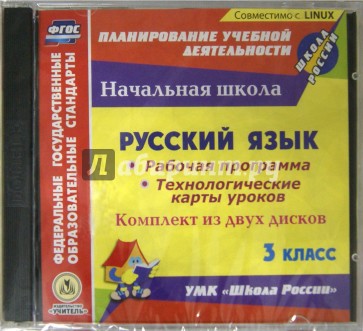 Совместимо с LINUX
ФГОС
ПЛАНИРОВАНИЕ УЧЕБНОЙ
ДЕЯТЕЛЬНОСТИ
ШКОЛА
РОССИИ
ФЕДЕРАЛЬНЫЕ ГОСУДАРСТВЕННЫЕ
ОБРАЗОВАТЕЛЬНЫЕ СТАНДАРТЫ
Начальная школа
РУССКИЙ ЯЗЫК
• Рабочая программа
• Технологические
карты уроков
Комплект из двух дисков
3 КЛАСС
УМК «Школа России»
ИЗДАТЕЛЬСТВО
«УЧИТЕЛЬ»